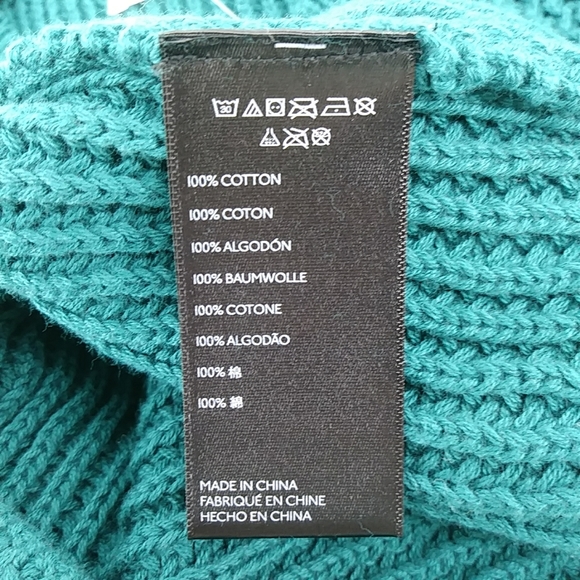 30
100% COTTON
100% COTON
100% ALGODÓN
100% BAUMWOLLE
100% COTONE
100% ALGODÃO
100% 棉
100% 綿
MADE IN CHINA
FABRIQUÉ EN CHINE
HECHO EN CHINA